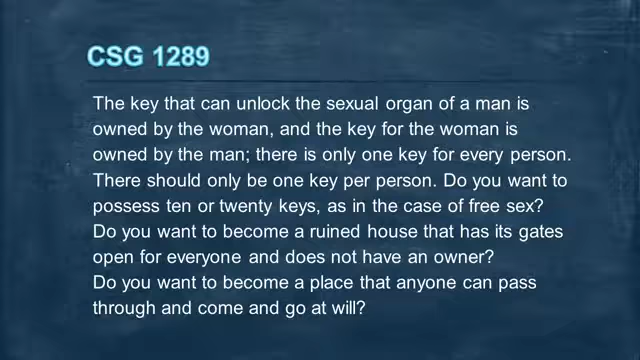 CSG 1289
The key that can unlock the sexual organ of a man is
owned by the woman, and the key for the woman is
owned by the man; there is only one key for every person.
There should only be one key per person. Do you want to
possess ten or twenty keys, as in the case of free sex?
Do you want to become a ruined house that has its gates
open for everyone and does not have an owner?
Do you want to become a place that anyone can pass
through and come and go at will?